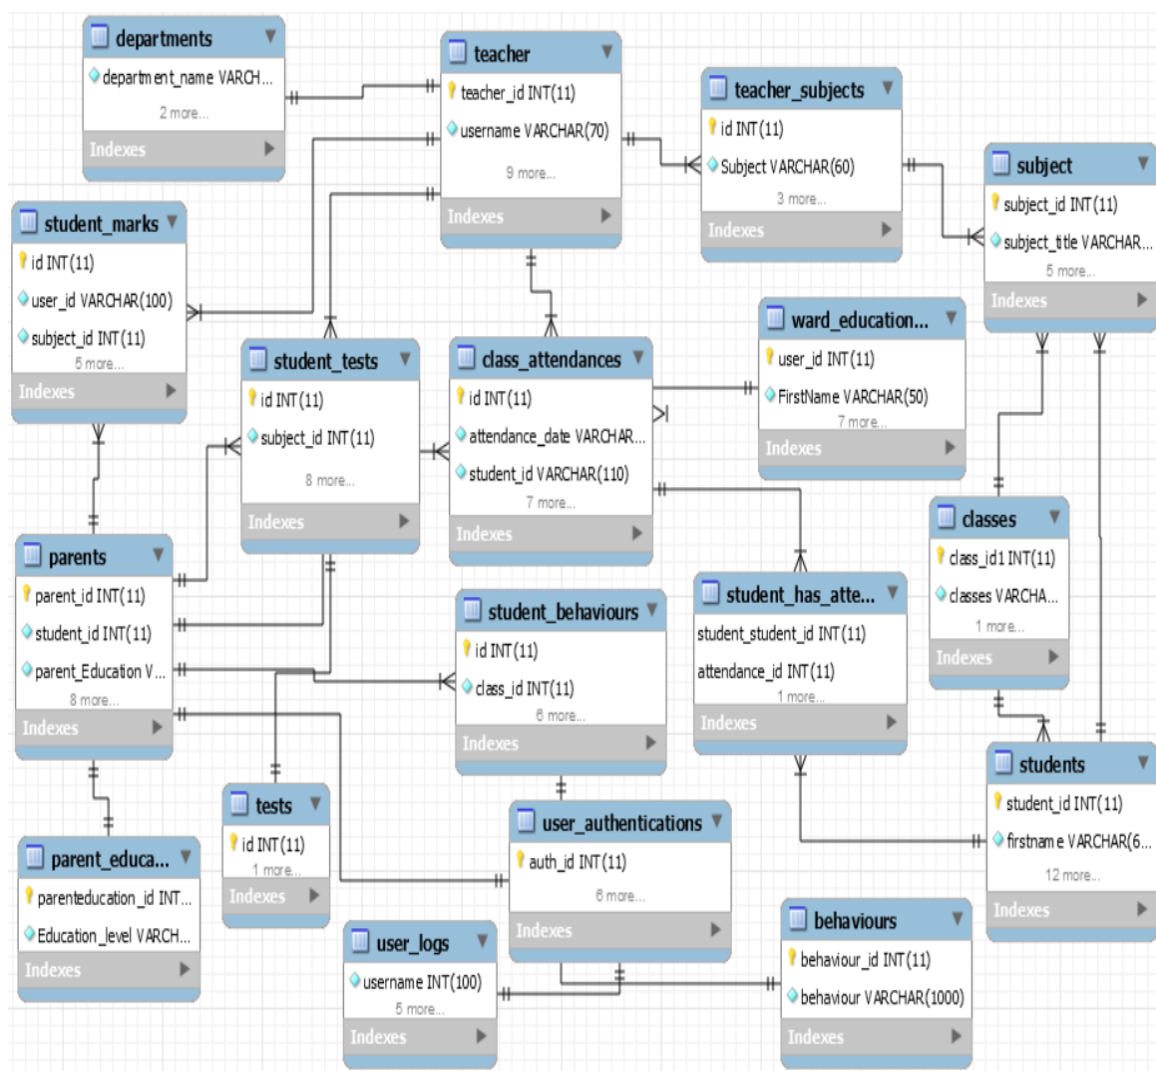 departments
department_name VARCH...
2 more...
Indexes
teacher
teacher_id INT(11)
username VARCHAR(70)
9 more...
Indexes
teacher_subjects
id INT(11)
Subject VARCHAR(60)
3 more...
Indexes
subject
subject_id INT(11)
subject_title VARCHAR...
5 more...
Indexes
student_marks
id INT(11)
user_id VARCHAR(100)
subject_id INT(11)
5 more...
Indexes
student_tests
id INT(11)
subject_id INT(11)
8 more...
Indexes
class_attendances
id INT(11)
attendance_date VARCHAR...
student_id VARCHAR(110)
7 more...
Indexes
ward_education...
user_id INT(11)
FirstName VARCHAR(50)
7 more...
Indexes
classes
class_id1 INT(11)
classes VARCHA...
1 more...
Indexes
parents
parent_id INT(11)
student_id INT(11)
parent_Education V...
8 more...
Indexes
student_behaviours
id INT(11)
class_id INT(11)
6 more...
Indexes
student_has_atte...
student_student_id INT(11)
attendance_id INT(11)
1 more...
Indexes
students
student_id INT(11)
firstname VARCHAR(6...
12 more...
Indexes
tests
id INT(11)
1 more...
Indexes
user_authentications
auth_id INT(11)
6 more...
Indexes
parent_educa...
parenteducation_id INT...
Education_level VARCH...
Indexes
user_logs
username INT(100)
5 more...
Indexes
behaviours
behaviour_id INT(11)
behaviour VARCHAR(1000)
Indexes